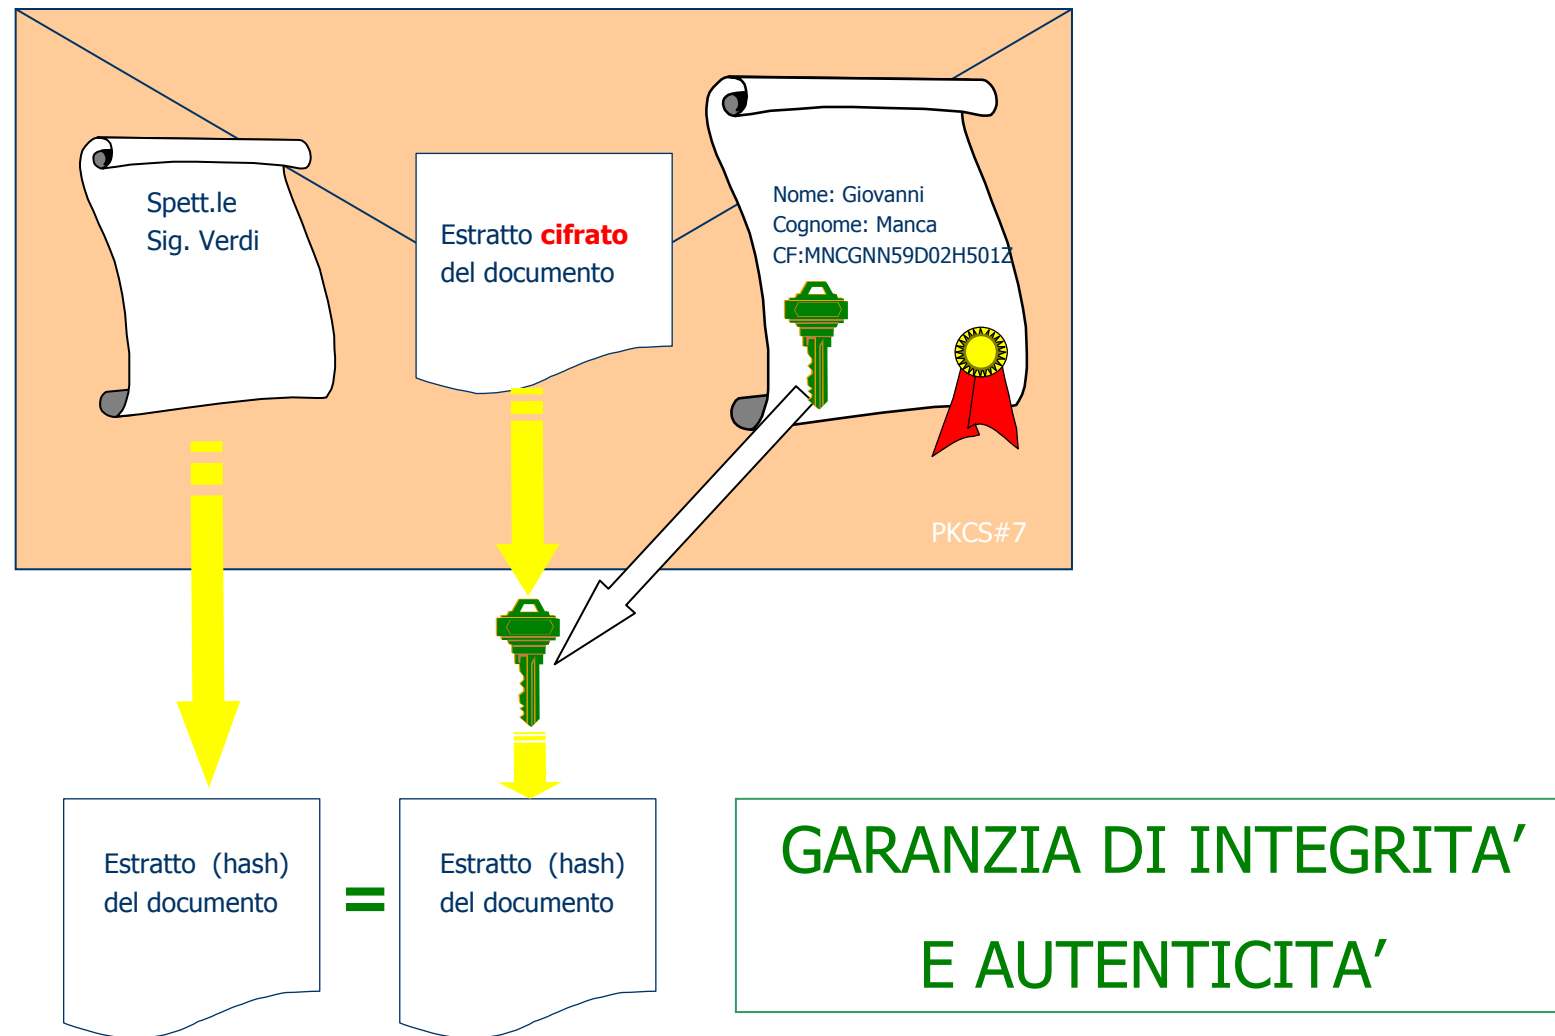 Spett.le
Sig. Verdi
Estratto cifrato
del documento
Nome: Giovanni
Cognome: Manca
CF:MNCGNN59D02H501Z
PKCS#7
Estratto (hash)
del documento
=
Estratto (hash)
del documento
GARANZIA DI INTEGRITA’
E AUTENTICITA’